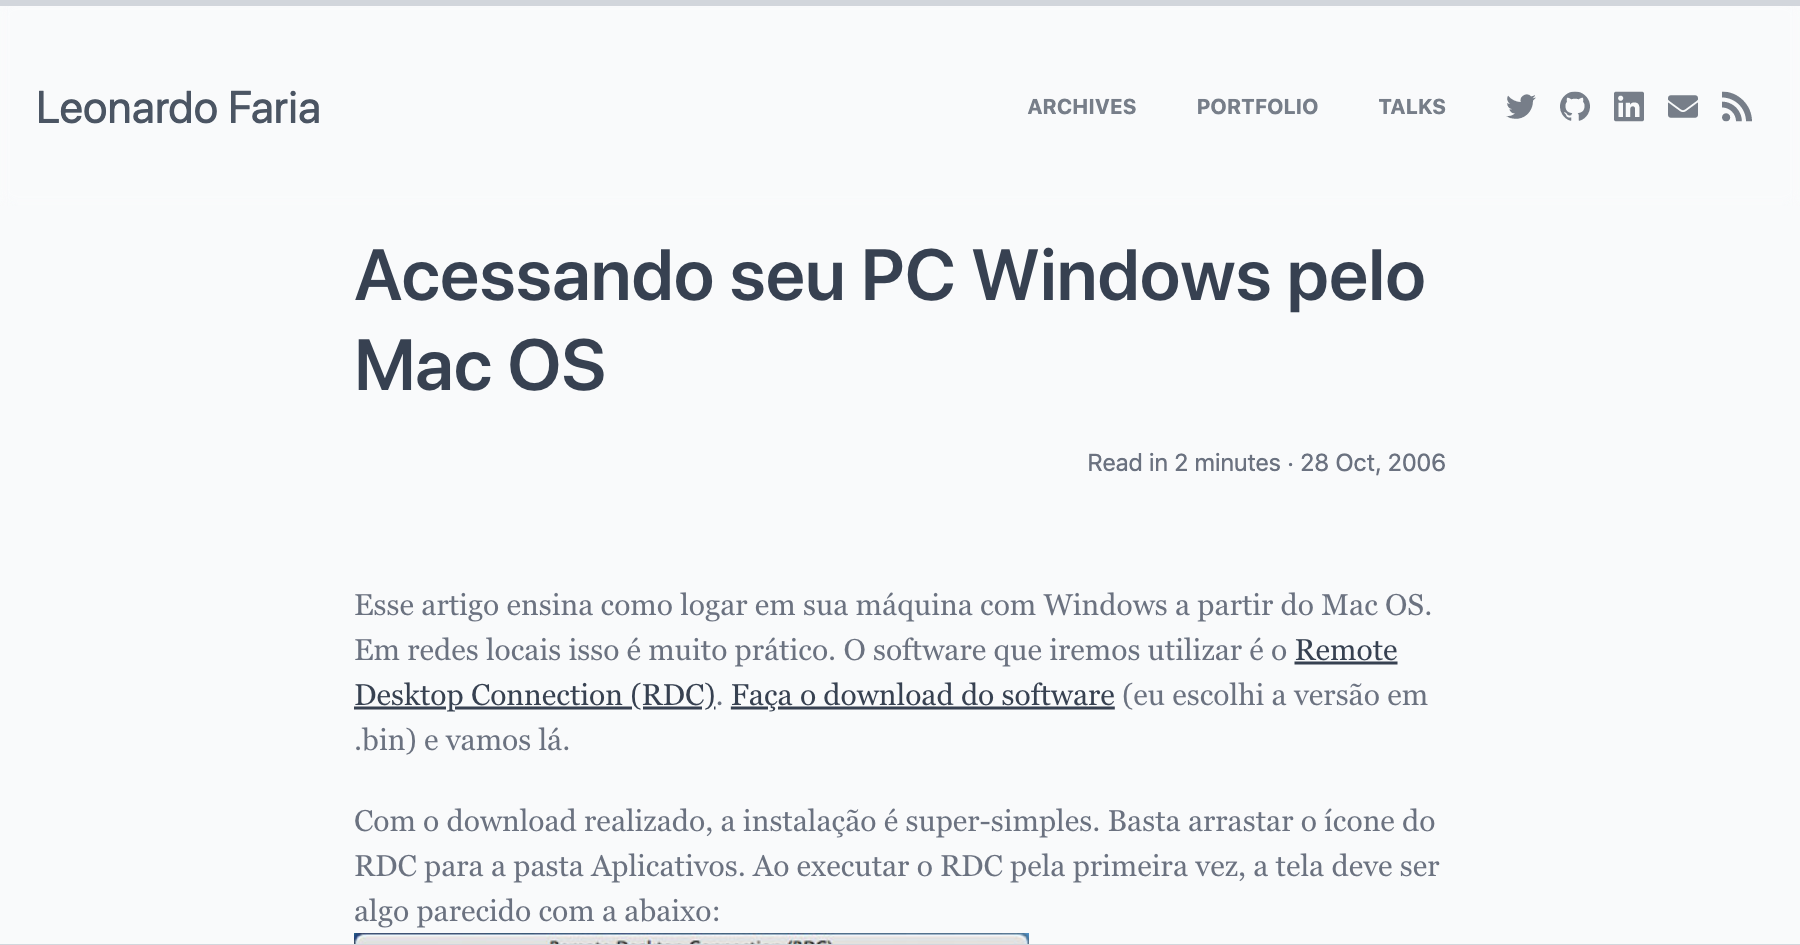 Leonardo Faria
ARCHIVES PORTFOLIO TALKS
Acessando seu PC Windows pelo
Mac OS
Read in 2 minutes · 28 Oct, 2006
Esse artigo ensina como logar em sua máquina com Windows a partir do Mac OS.
Em redes locais isso é muito prático. O software que iremos utilizar é o Remote
Desktop Connection (RDC). Faça o download do software (eu escolhi a versão em
.bin) e vamos lá.
Com o download realizado, a instalação é super-simples. Basta arrastar o ícone do
RDC para a pasta Aplicativos. Ao executar o RDC pela primeira vez, a tela deve ser
algo parecido com a abaixo: